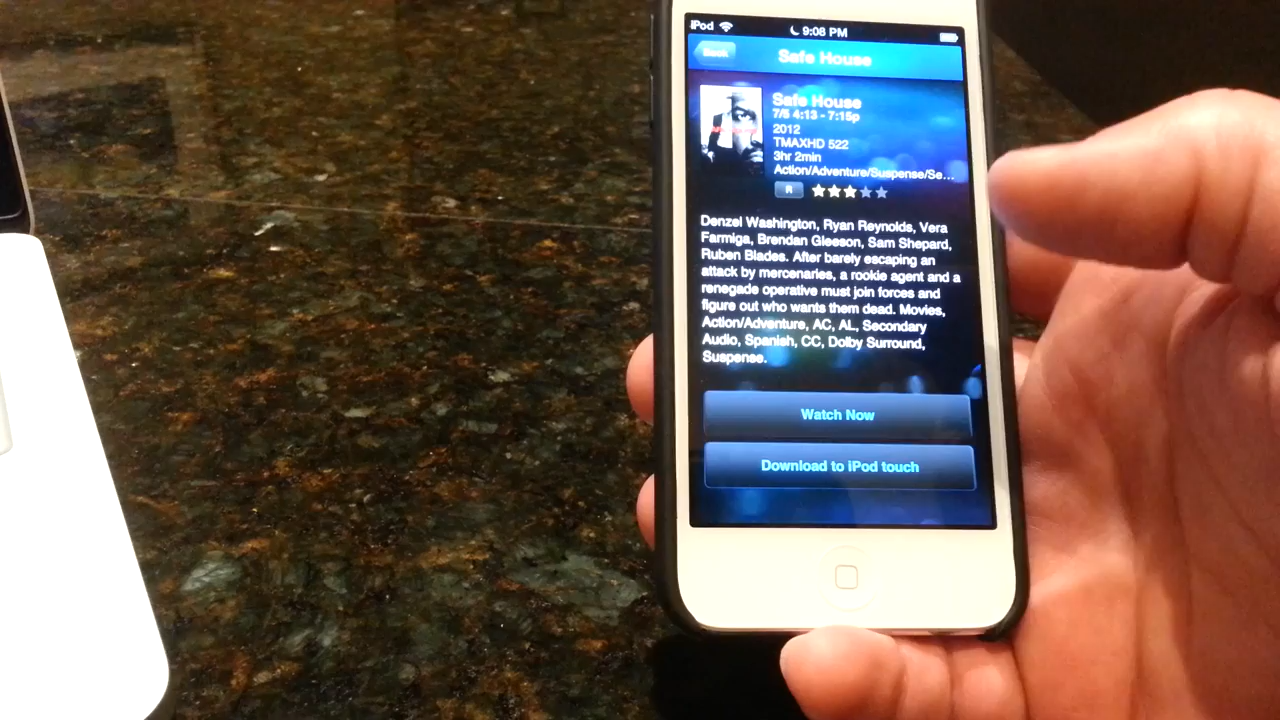 iPod 9:08 PM
Back
Safe House
Safe House
7/5 4:13 - 7:15p
2012
TMAXHD 522
3hr 2min
Action/Adventure/Suspense/Se...
R
Denzel Washington, Ryan Reynolds, Vera
Farmiga, Brendan Gleeson, Sam Shepard,
Ruben Blades. After barely escaping an
attack by mercenaries, a rookie agent and a
renegade operative must join forces and
figure out who wants them dead. Movies,
Action/Adventure, AC, AL, Secondary
Audio, Spanish, CC, Dolby Surround,
Suspense.
Watch Now
Download to iPod touch